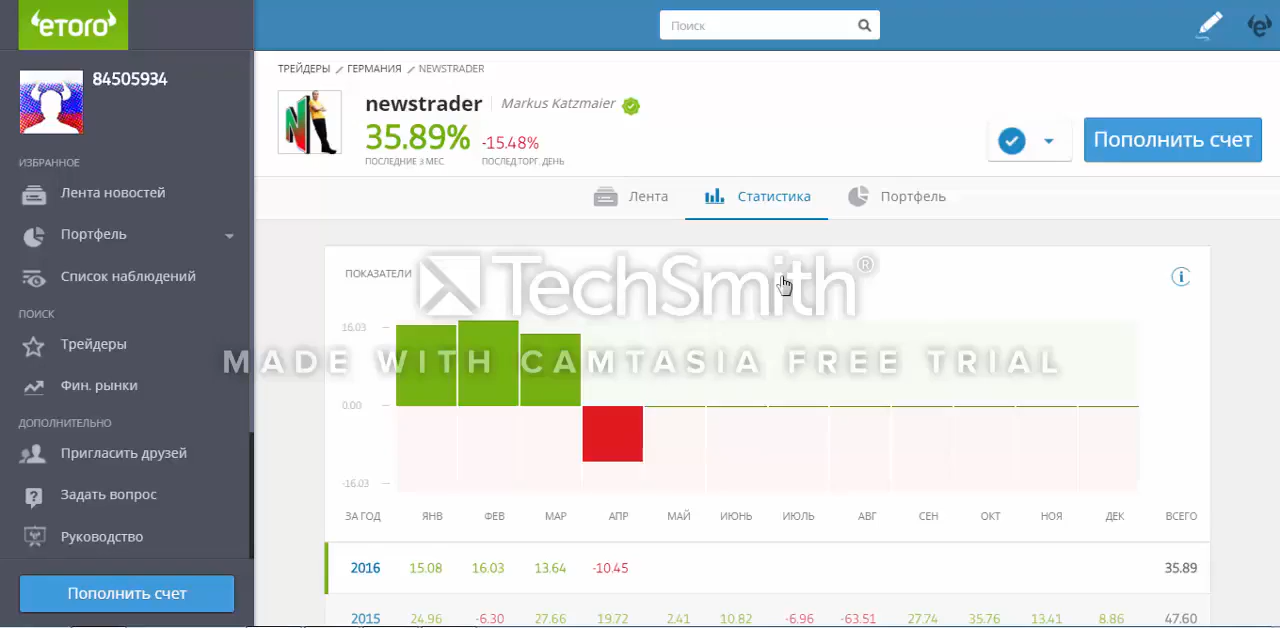 eToro
Поиск
84505934
ИЗБРАННОЕ
Лента новостей
Портфель
Список наблюдений
ПОИСК
Трейдеры
Фин. рынки
ДОПОЛНИТЕЛЬНО
Пригласить друзей
Задать вопрос
Руководство
Пополнить счет
ТРЕЙДЕРЫ / ГЕРМАНИЯ / NEWSTRADER
newstrader Markus Katzmaier
35.89% -15.48%
ПОСЛЕДНИЕ 3 МЕС ПОСЛЕД.ТОРГ. ДЕНЬ
Пополнить счет
Лента Статистика Портфель
ПОКАЗАТЕЛИ
TechSmith®
MADE WITH CAMTASIA FREE TRIAL
16.03
0.00
-16.03
ЗА ГОД ЯНВ ФЕВ МАР АПР МАЙ ИЮНЬ ИЮЛЬ АВГ СЕН ОКТ НОЯ ДЕК ВСЕГО
2016 15.08 16.03 13.64 -10.45 35.89
2015 24.96 -6.30 27.66 19.72 2.41 10.82 -6.96 -63.51 27.74 35.76 13.41 8.86 47.60